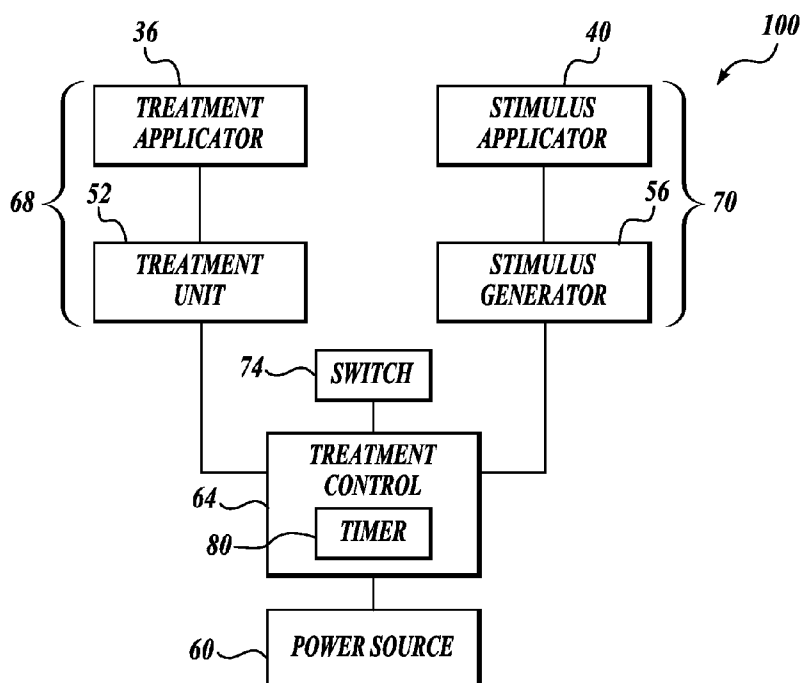 36
40
100
TREATMENT
APPLICATOR
STIMULUS
APPLICATOR
68
52
56
70
TREATMENT
UNIT
STIMULUS
GENERATOR
74
SWITCH
TREATMENT
CONTROL
64
80
TIMER
60
POWER SOURCE